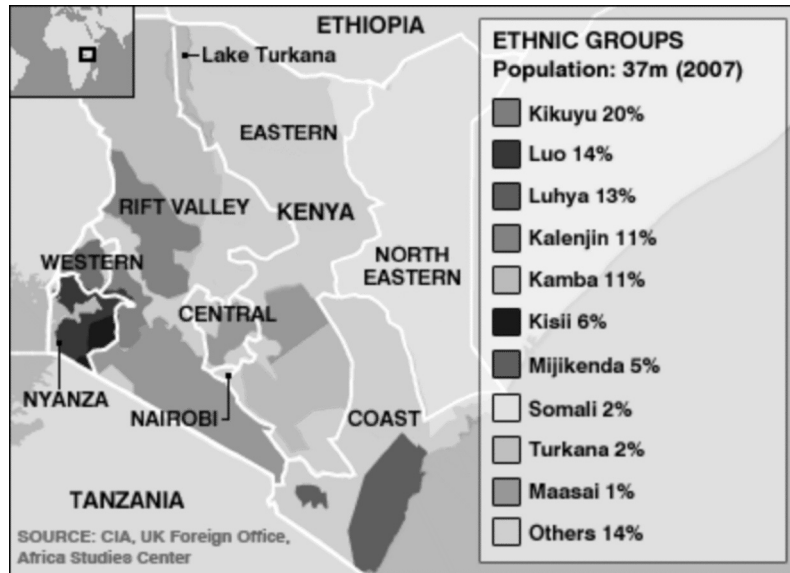 ETHIOPIA
Lake Turkana
EASTERN
RIFT VALLEY
KENYA
WESTERN
NORTH
EASTERN
CENTRAL
NYANZA
NAIROBI
COAST
TANZANIA
SOURCE: CIA, UK Foreign Office,
Africa Studies Center
ETHNIC GROUPS
Population: 37m (2007)
Kikuyu 20%
Luo 14%
Luhya 13%
Kalenjin 11%
Kamba 11%
Kisii 6%
Mijikenda 5%
Somali 2%
Turkana 2%
Maasai 1%
Others 14%